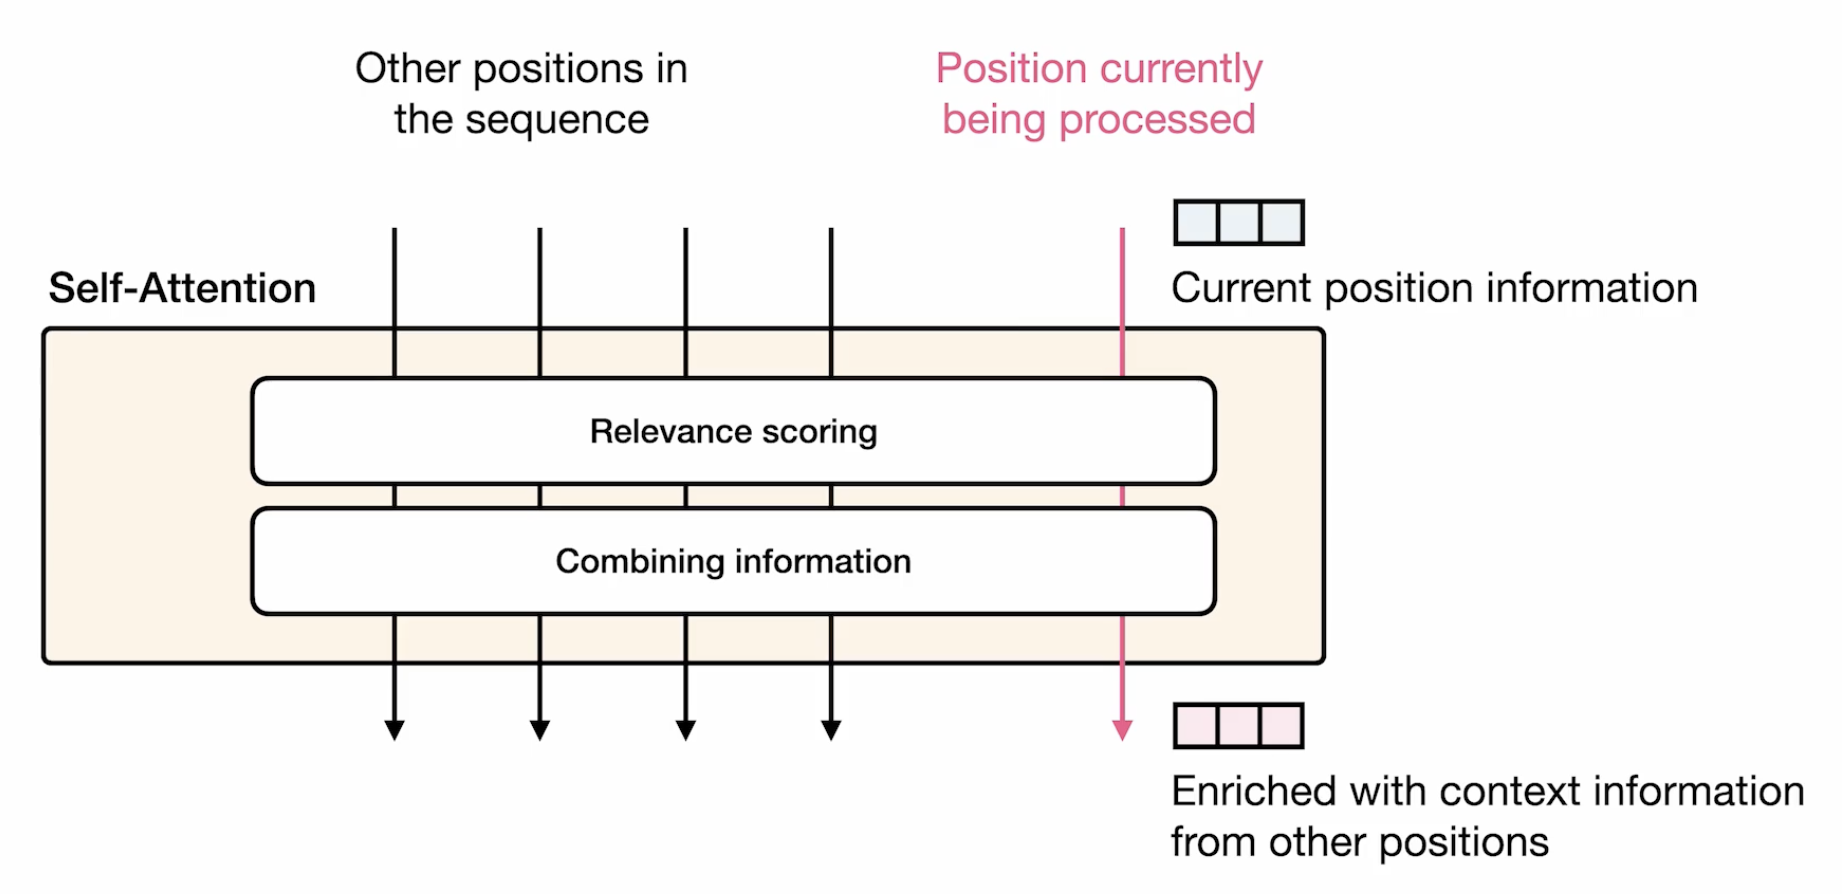 Other positions in
the sequence
Position currently
being processed
Self-Attention
Current position information
Relevance scoring
Combining information
Enriched with context information
from other positions